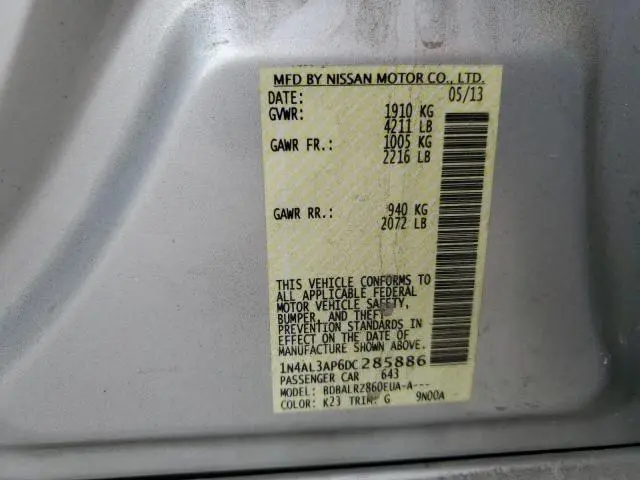 MFD BY NISSAN MOTOR CO., LTD.
DATE: 05/13
GVWR: 1910 KG
4211 LB
GAWR FR.: 1005 KG
2216 LB
GAWR RR.: 940 KG
2072 LB
THIS VEHICLE CONFORMS TO
ALL APPLICABLE FEDERAL
MOTOR VEHICLE SAFETY,
BUMPER, AND THEFT
PREVENTION STANDARDS IN
EFFECT ON THE DATE OF
MANUFACTURE SHOWN ABOVE.
1N4AL3AP6DC285886
PASSENGER CAR 643
MODEL: BDBALRZ860EUA-A---
COLOR: K23 TRIM: G 9N00A